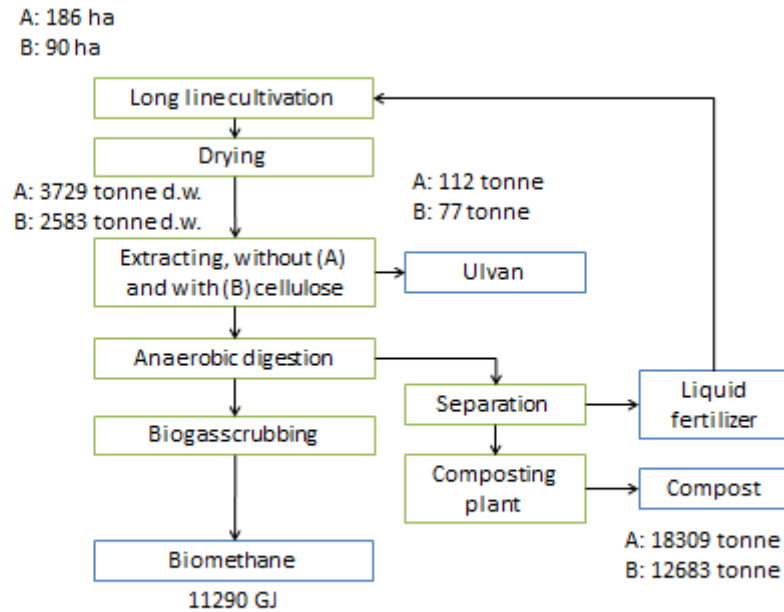 A: 186 ha
B: 90 ha
Long line cultivation
Drying
A: 3729 tonne d.w.
B: 2583 tonne d.w.
A: 112 tonne
B: 77 tonne
Extracting, without (A)
and with (B) cellulose
Ulvan
Anaerobic digestion
Separation
Liquid
fertilizer
Biogasscrubbing
Composting
plant
Compost
A: 18309 tonne
B: 12683 tonne
Biomethane
11290 GJ